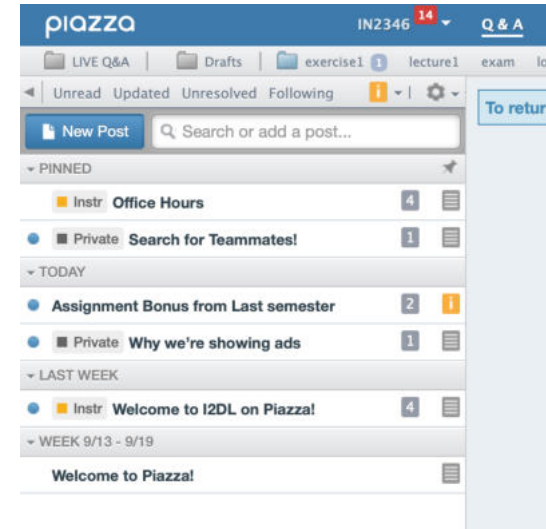 piazza IN2346 14 Q & A
LIVE Q&A Drafts exercise1 1 lecture1 exam
Unread Updated Unresolved Following i
New Post Search or add a post...
To retur
PINNED
Instr Office Hours 4
Private Search for Teammates! 1
TODAY
Assignment Bonus from Last semester 2 i
Private Why we're showing ads 1
LAST WEEK
Instr Welcome to I2DL on Piazza! 4
WEEK 9/13 - 9/19
Welcome to Piazza!